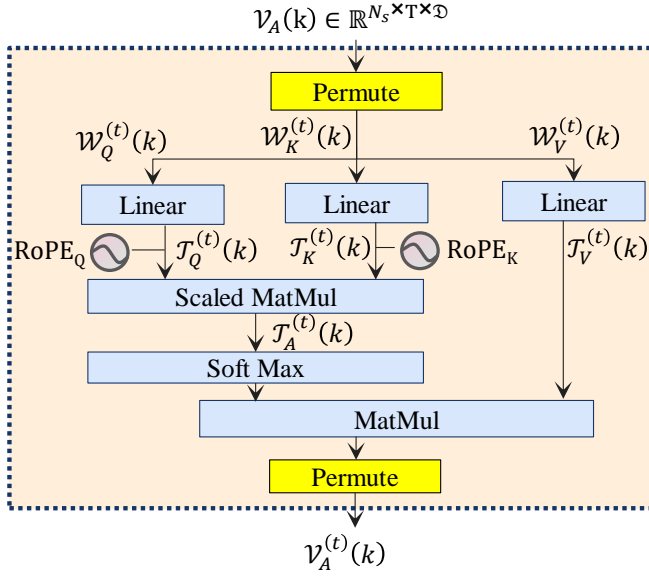 𝒱_A(k) ∈ ℝ^{N_s×T×𝔇}
Permute
𝒲_Q^{(t)}(k) 𝒲_K^{(t)}(k) 𝒲_V^{(t)}(k)
Linear Linear Linear
RoPE_Q 𝒯_Q^{(t)}(k) 𝒯_K^{(t)}(k) RoPE_K 𝒯_V^{(t)}(k)
Scaled MatMul
𝒯_A^{(t)}(k)
Soft Max
MatMul
Permute
𝒱_A^{(t)}(k)